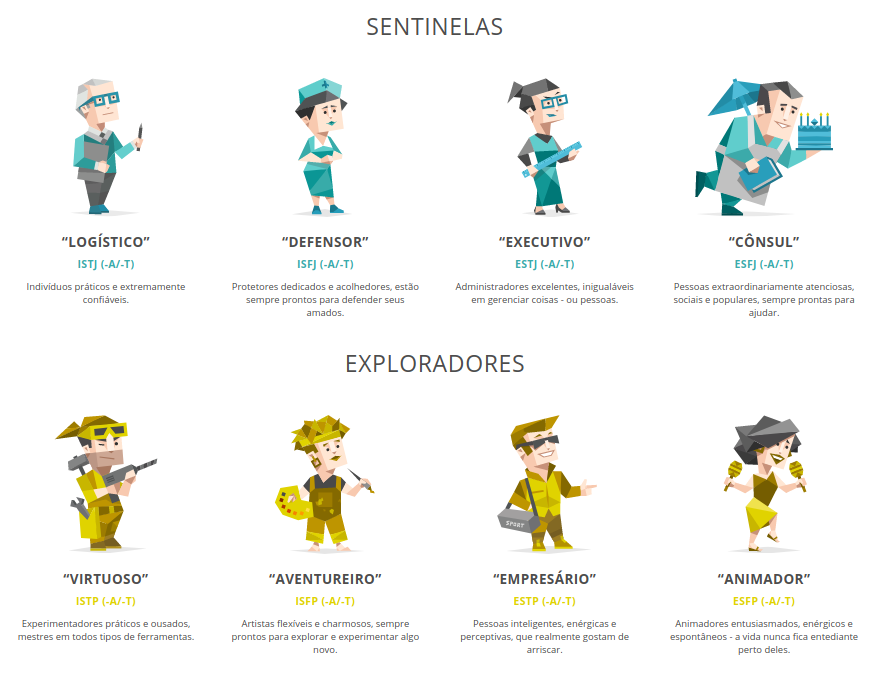 SENTINELAS
“LOGÍSTICO”
ISTJ (-A/-T)
Indivíduos práticos e extremamente
confiáveis.
“DEFENSOR”
ISFJ (-A/-T)
Protetores dedicados e acolhedores, estão
sempre prontos para defender seus
amados.
“EXECUTIVO”
ESTJ (-A/-T)
Administradores excelentes, inigualáveis
em gerenciar coisas - ou pessoas.
“CÔNSUL”
ESFJ (-A/-T)
Pessoas extraordinariamente atenciosas,
sociais e populares, sempre prontas para
ajudar.
EXPLORADORES
“VIRTUOSO”
ISTP (-A/-T)
Experimentadores práticos e ousados,
mestres em todos tipos de ferramentas.
“AVENTUREIRO”
ISFP (-A/-T)
Artistas flexíveis e charmosos, sempre
prontos para explorar e experimentar algo
novo.
SPORT
“EMPRESÁRIO”
ESTP (-A/-T)
Pessoas inteligentes, enérgicas e
perceptivas, que realmente gostam de
arriscar.
“ANIMADOR”
ESFP (-A/-T)
Animadores entusiasmados, enérgicos e
espontâneos - a vida nunca fica entediante
perto deles.